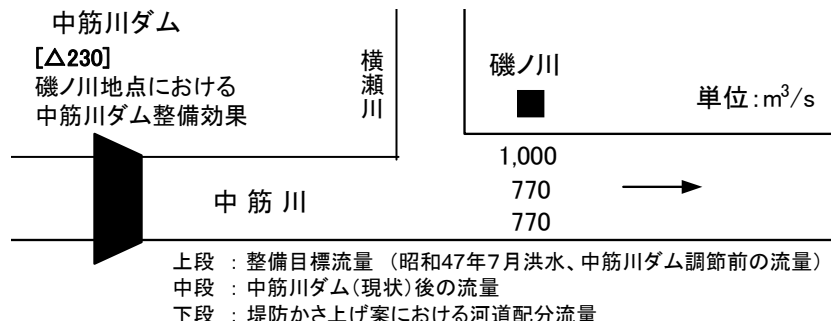 中筋川ダム
[△230]
磯ノ川地点における
中筋川ダム整備効果
横瀬川
磯ノ川
単位:m³/s
1,000
770
770
中筋川
上段 : 整備目標流量 (昭和47年7月洪水、中筋川ダム調節前の流量)
中段 : 中筋川ダム(現状)後の流量
下段 : 堤防かさ上げ案における河道配分流量